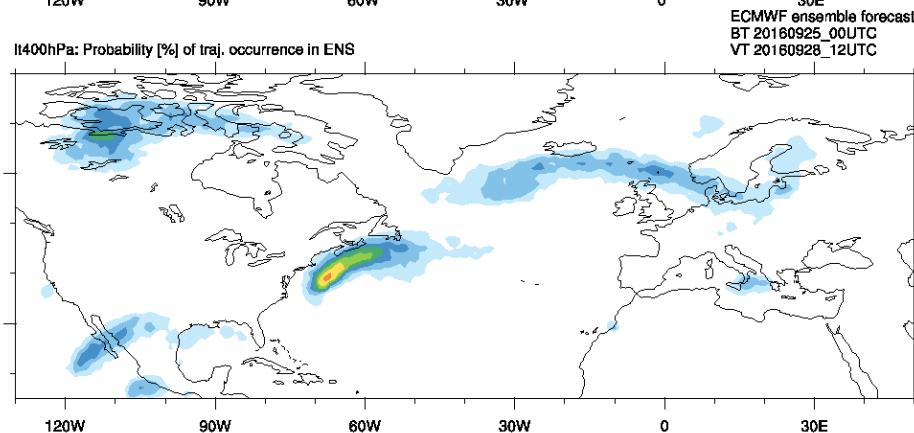 120W 90W 60W 30W 0 30E
ECMWF ensemble forecast
BT 20160925_00UTC
lt400hPa: Probability [%] of traj. occurrence in ENS
VT 20160928_12UTC
120W 90W 60W 30W 0 30E